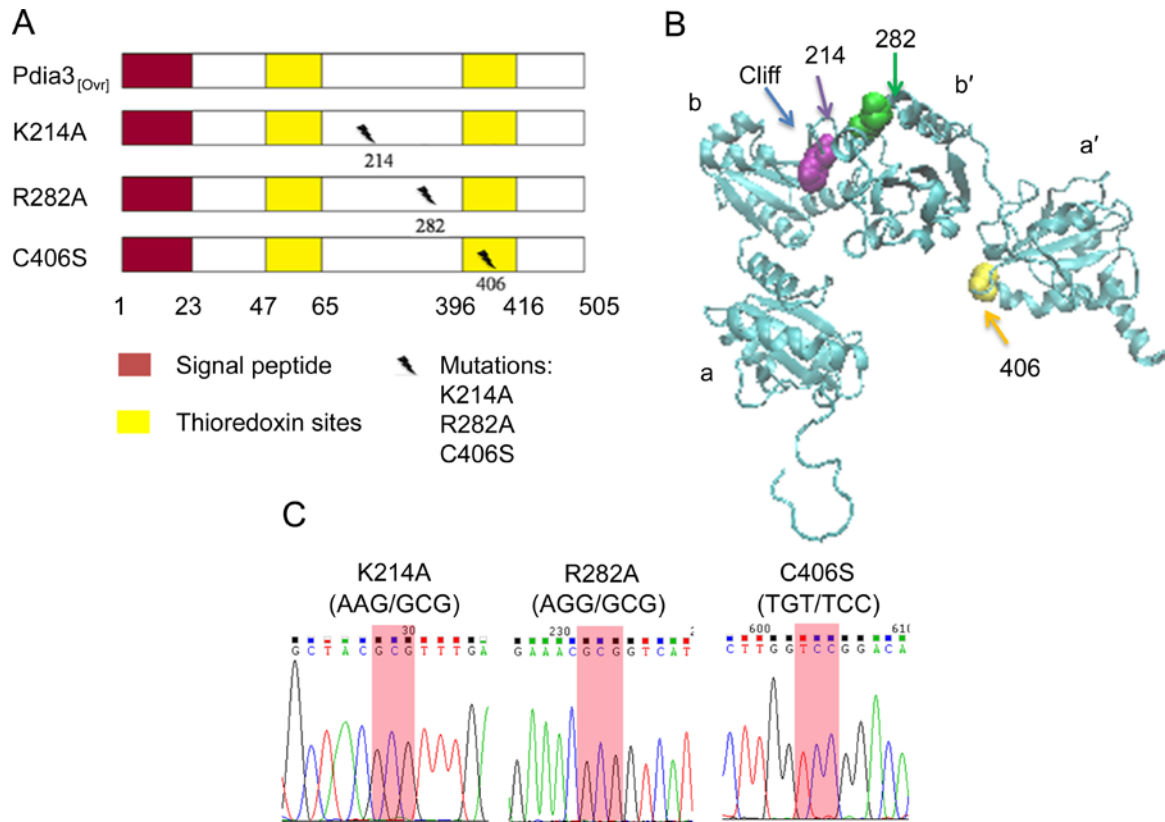 A
Pdia3[Ovr]
K214A
214
R282A
282
C406S
406
1 23 47 65 396 416 505
Signal peptide
Thioredoxin sites
Mutations:
K214A
R282A
C406S
B
282
214
Cliff
b
b′
a′
a
406
C
K214A
(AAG/GCG)
30
G C T A C G C G T T T G A
R282A
(AGG/GCG)
230 2
G A A A C G C G G T C A T
C406S
(TGT/TCC)
600 610
C T T G G T C C G G A C A